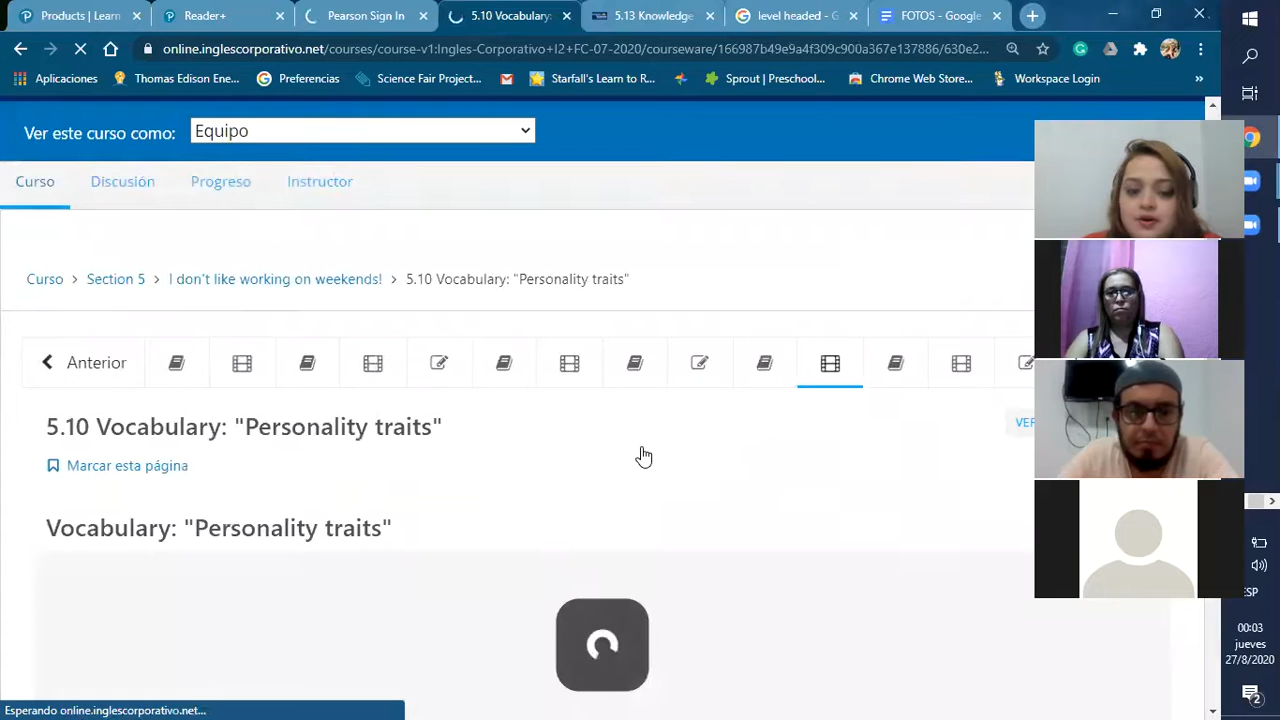 Products | Learn
Reader+
Pearson Sign In
5.10 Vocabulary:
5.13 Knowledge
level headed - G
FOTOS - Google
online.inglescorporativo.net/courses/course-v1:Ingles-Corporativo+I2+FC-07-2020/courseware/166987b49e9a4f309c900a367e137886/630e2...
Aplicaciones
Thomas Edison Ene...
Preferencias
Science Fair Project...
Starfall's Learn to R...
Sprout | Preschool...
Chrome Web Store...
Workspace Login
»
Ver este curso como:
Equipo
Curso
Discusión
Progreso
Instructor
Curso > Section 5 > I don't like working on weekends! > 5.10 Vocabulary: "Personality traits"
Anterior
5.10 Vocabulary: "Personality traits"
VER
Marcar esta página
Vocabulary: "Personality traits"
Esperando online.inglescorporativo.net...
ESP
00:03
jueves
27/8/2020
2